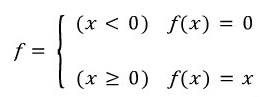 (x < 0) f(x) = 0
f =
(x ≥ 0) f(x) = x